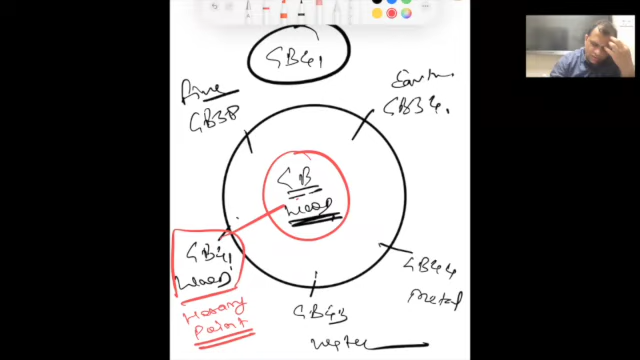 GB41
Fire
GB38
Earth
GB34
GB
Wood
GB41
Wood
Horary
Point
GB44
Metal
GB43
Water